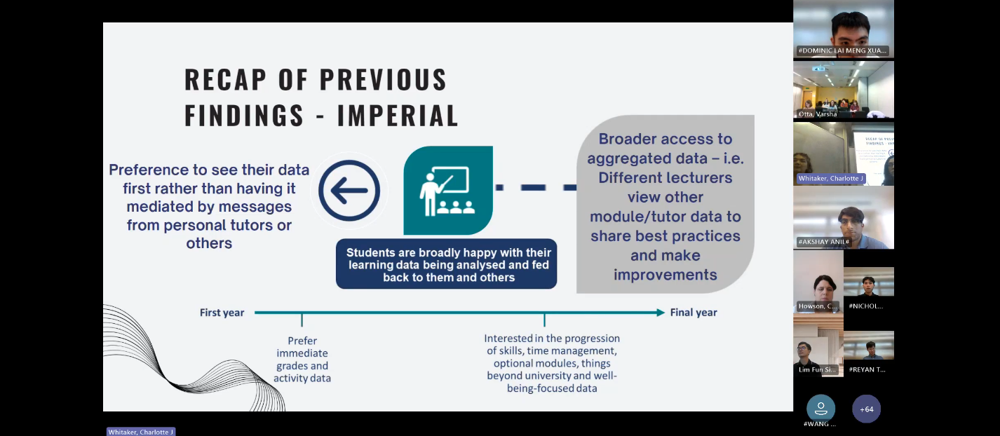 RECAP OF PREVIOUS
FINDINGS - IMPERIAL
Preference to see their data
first rather than having it
mediated by messages
from personal tutors or
others
Students are broadly happy with their
learning data being analysed and fed
back to them and others
Broader access to
aggregated data – i.e.
Different lecturers
view other
module/tutor data to
share best practices
and make
improvements
First year
Final year
Prefer
immediate
grades and
activity data
Interested in the progression
of skills, time management,
optional modules, things
beyond university and well-
being-focused data
Whitaker, Charlotte J
#DOMINIC LAI MENG XUA...
Otta, Varsha
RECAP OF PREVIOUS
FINDINGS - IM
Whitaker, Charlotte J
#AKSHAY ANIL#
Howson, C...
#NICHOL...
Lim Fun Si...
#REYAN T...
#WANG ...
+64